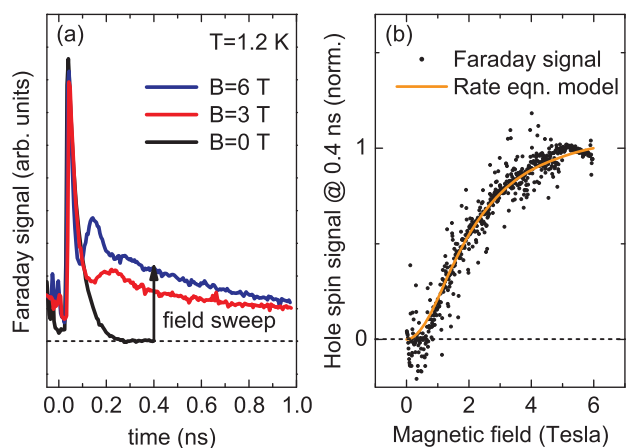 (a)
T=1.2 K
B=6 T
B=3 T
B=0 T
field sweep
Faraday signal (arb. units)
0.0 0.2 0.4 0.6 0.8 1.0
time (ns)
(b)
Faraday signal
Rate eqn. model
Hole spin signal @ 0.4 ns (norm.)
1
0
0 2 4 6
Magnetic field (Tesla)